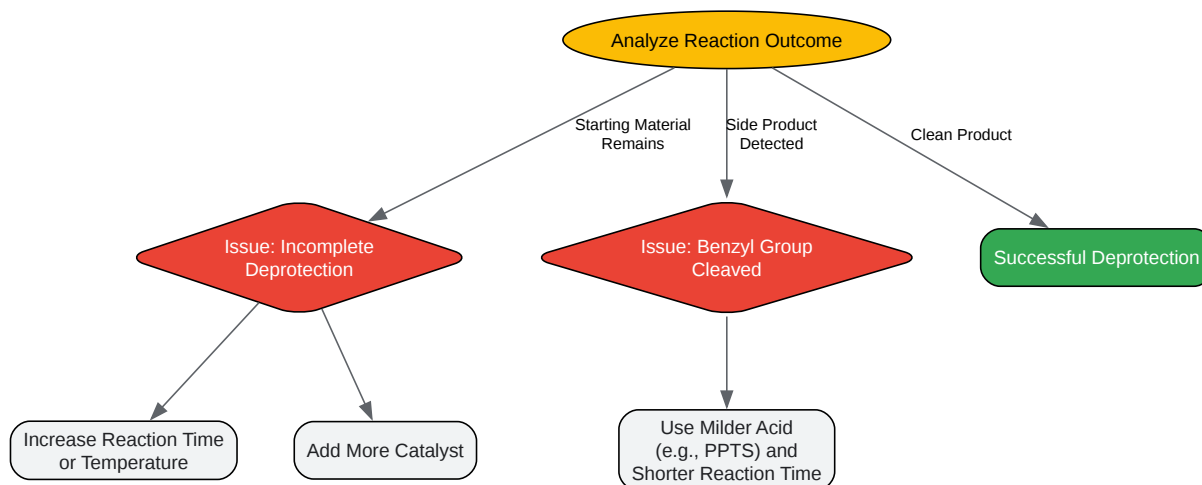 Analyze Reaction Outcome
Starting Material
Remains
Side Product
Detected
Clean Product
Issue: Incomplete
Deprotection
Issue: Benzyl Group
Cleaved
Successful Deprotection
Increase Reaction Time
or Temperature
Add More Catalyst
Use Milder Acid
(e.g., PPTS) and
Shorter Reaction Time